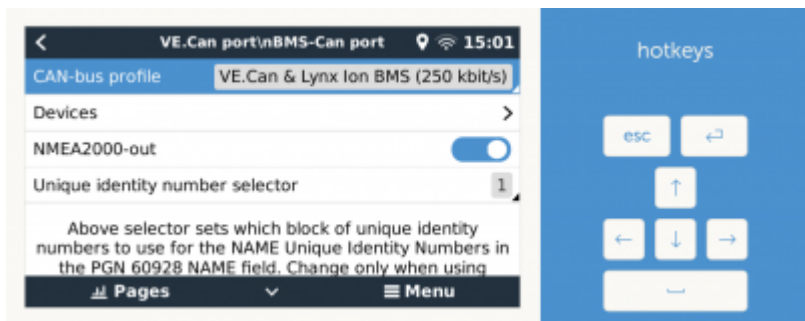 VE.Can port\nBMS-Can port 15:01
CAN-bus profile VE.Can & Lynx Ion BMS (250 kbit/s)
Devices
NMEA2000-out
Unique identity number selector 1
Above selector sets which block of unique identity
numbers to use for the NAME Unique Identity Numbers in
the PGN 60928 NAME field. Change only when using
Pages Menu
hotkeys
esc